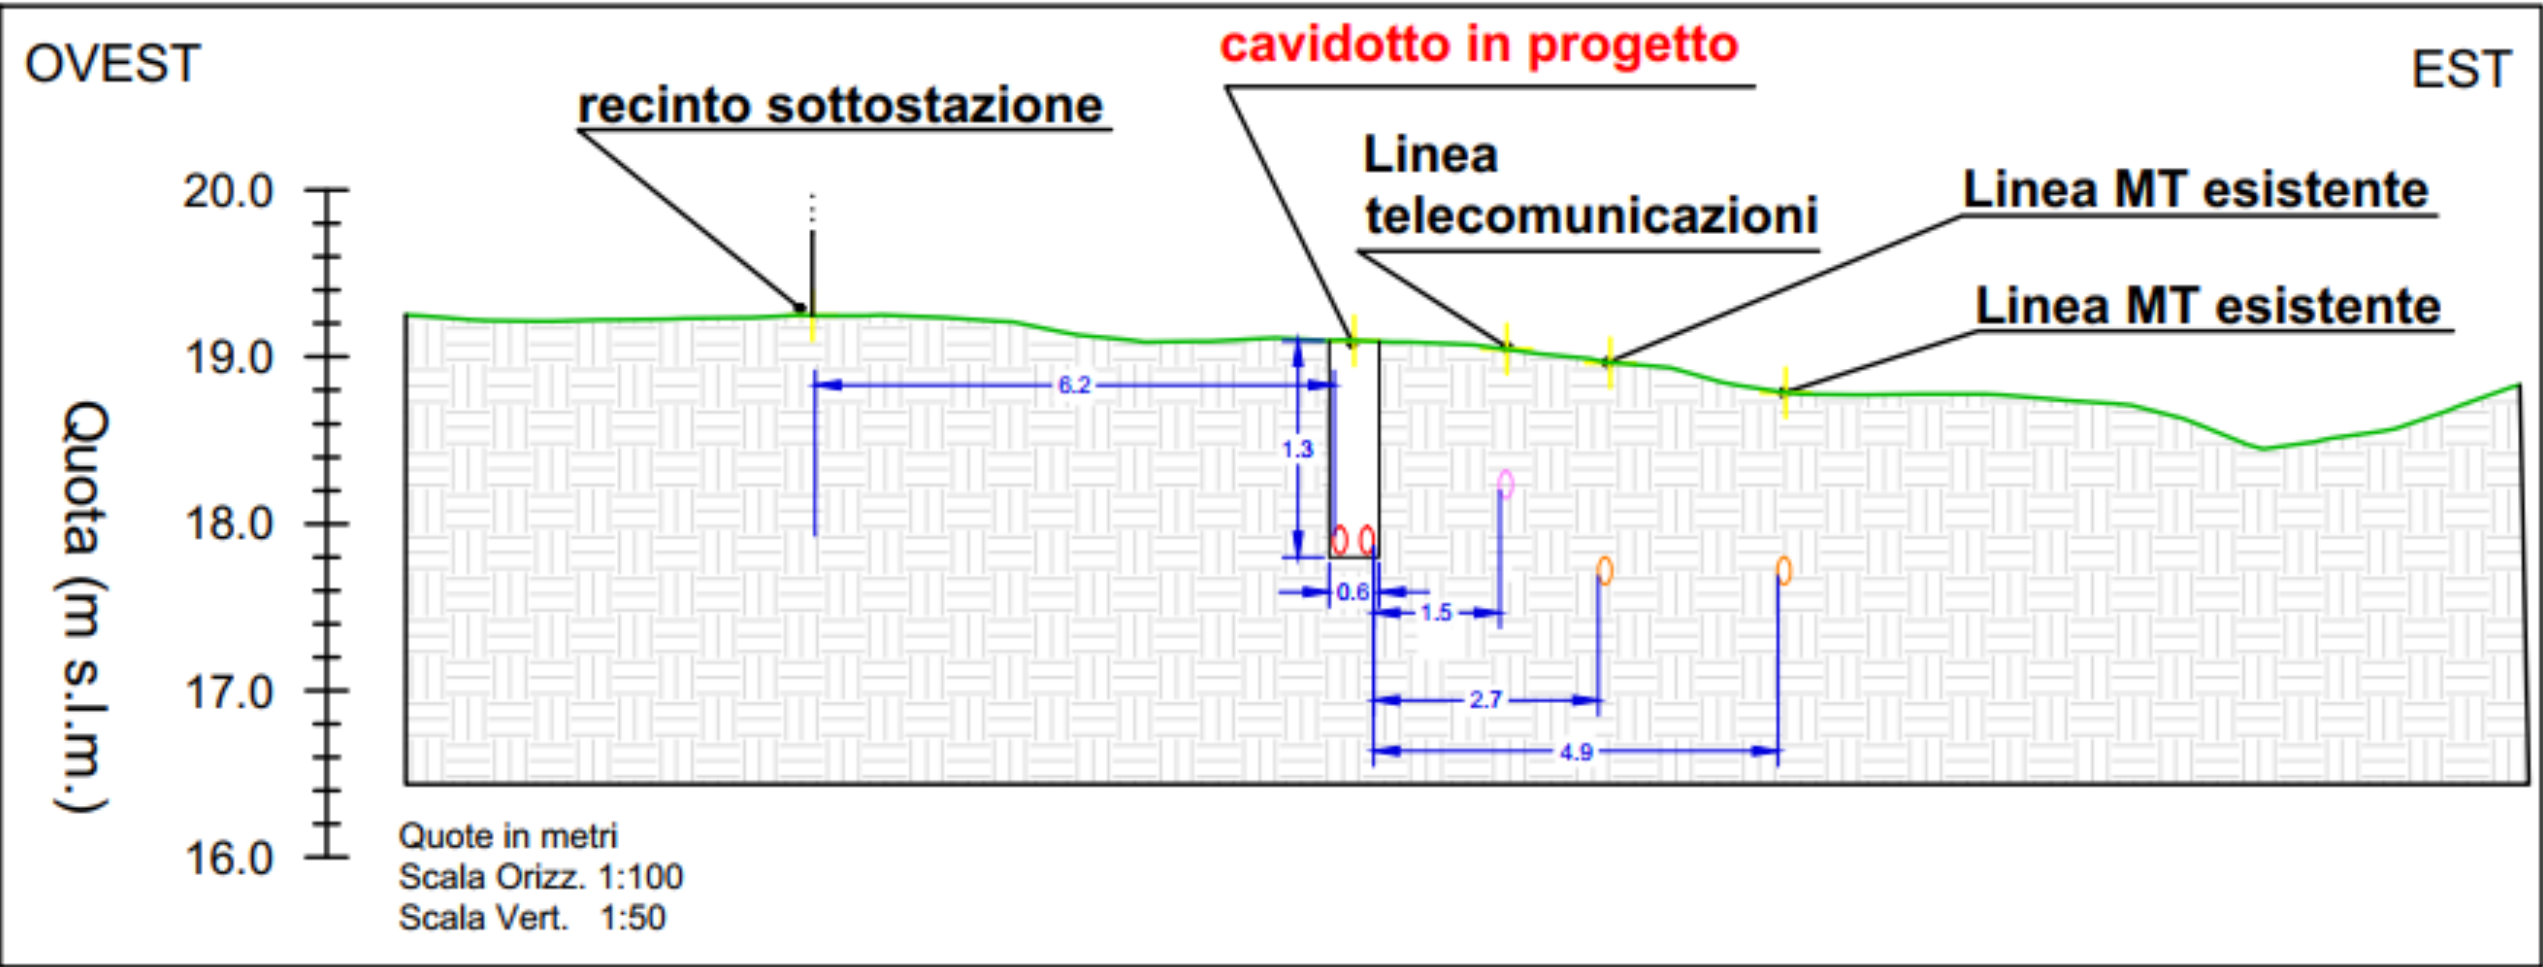 OVEST
cavidotto in progetto
EST
recinto sottostazione
Linea
telecomunicazioni
Linea MT esistente
Linea MT esistente
20.0
19.0
18.0
17.0
16.0
Quota (m s.l.m.)
6.2
1.3
0.6
1.5
2.7
4.9
Quote in metri
Scala Orizz. 1:100
Scala Vert. 1:50